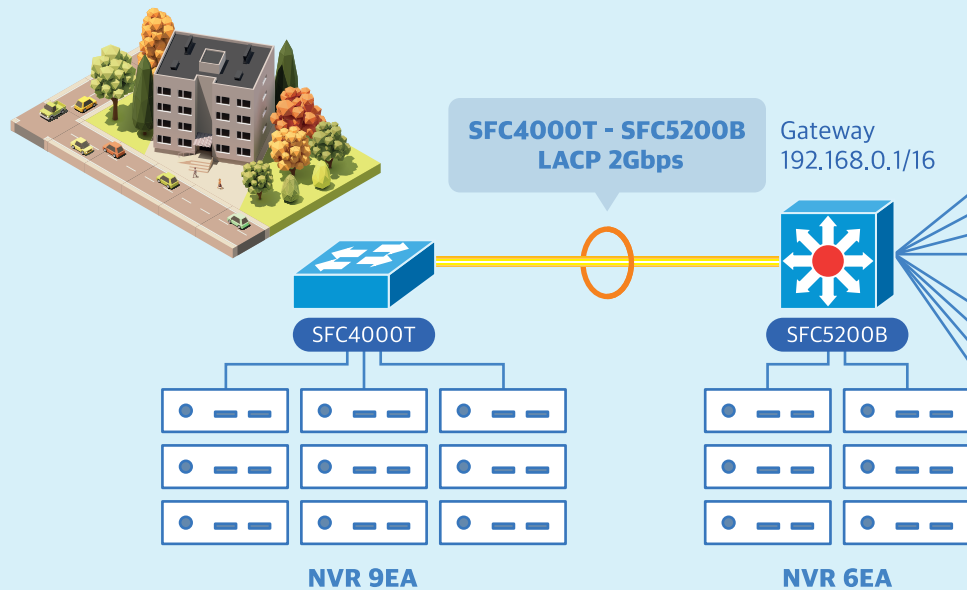 SFC4000T - SFC5200B
LACP 2Gbps
Gateway
192.168.0.1/16
SFC4000T
SFC5200B
NVR 9EA
NVR 6EA